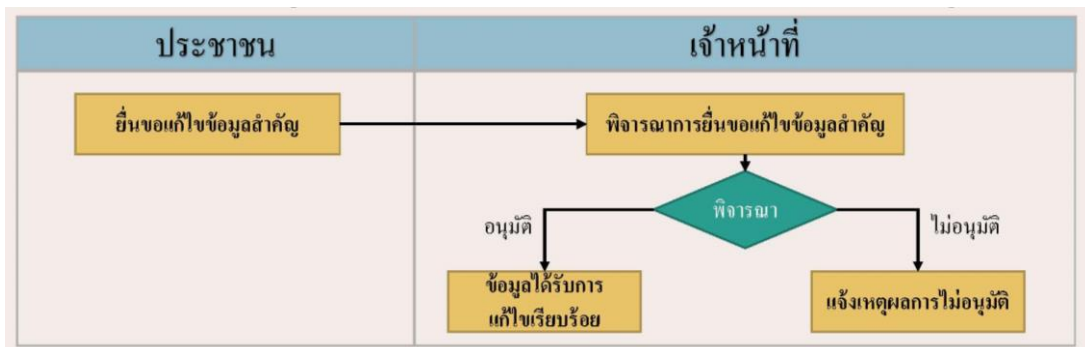 ประชาชน
เจ้าหน้าที่
ยื่นขอแก้ไขข้อมูลสำคัญ
พิจารณาการยื่นขอแก้ไขข้อมูลสำคัญ
พิจารณา
อนุมัติ
ไม่อนุมัติ
ข้อมูลได้รับการ
แก้ไขเรียบร้อย
แจ้งเหตุผลการไม่อนุมัติ